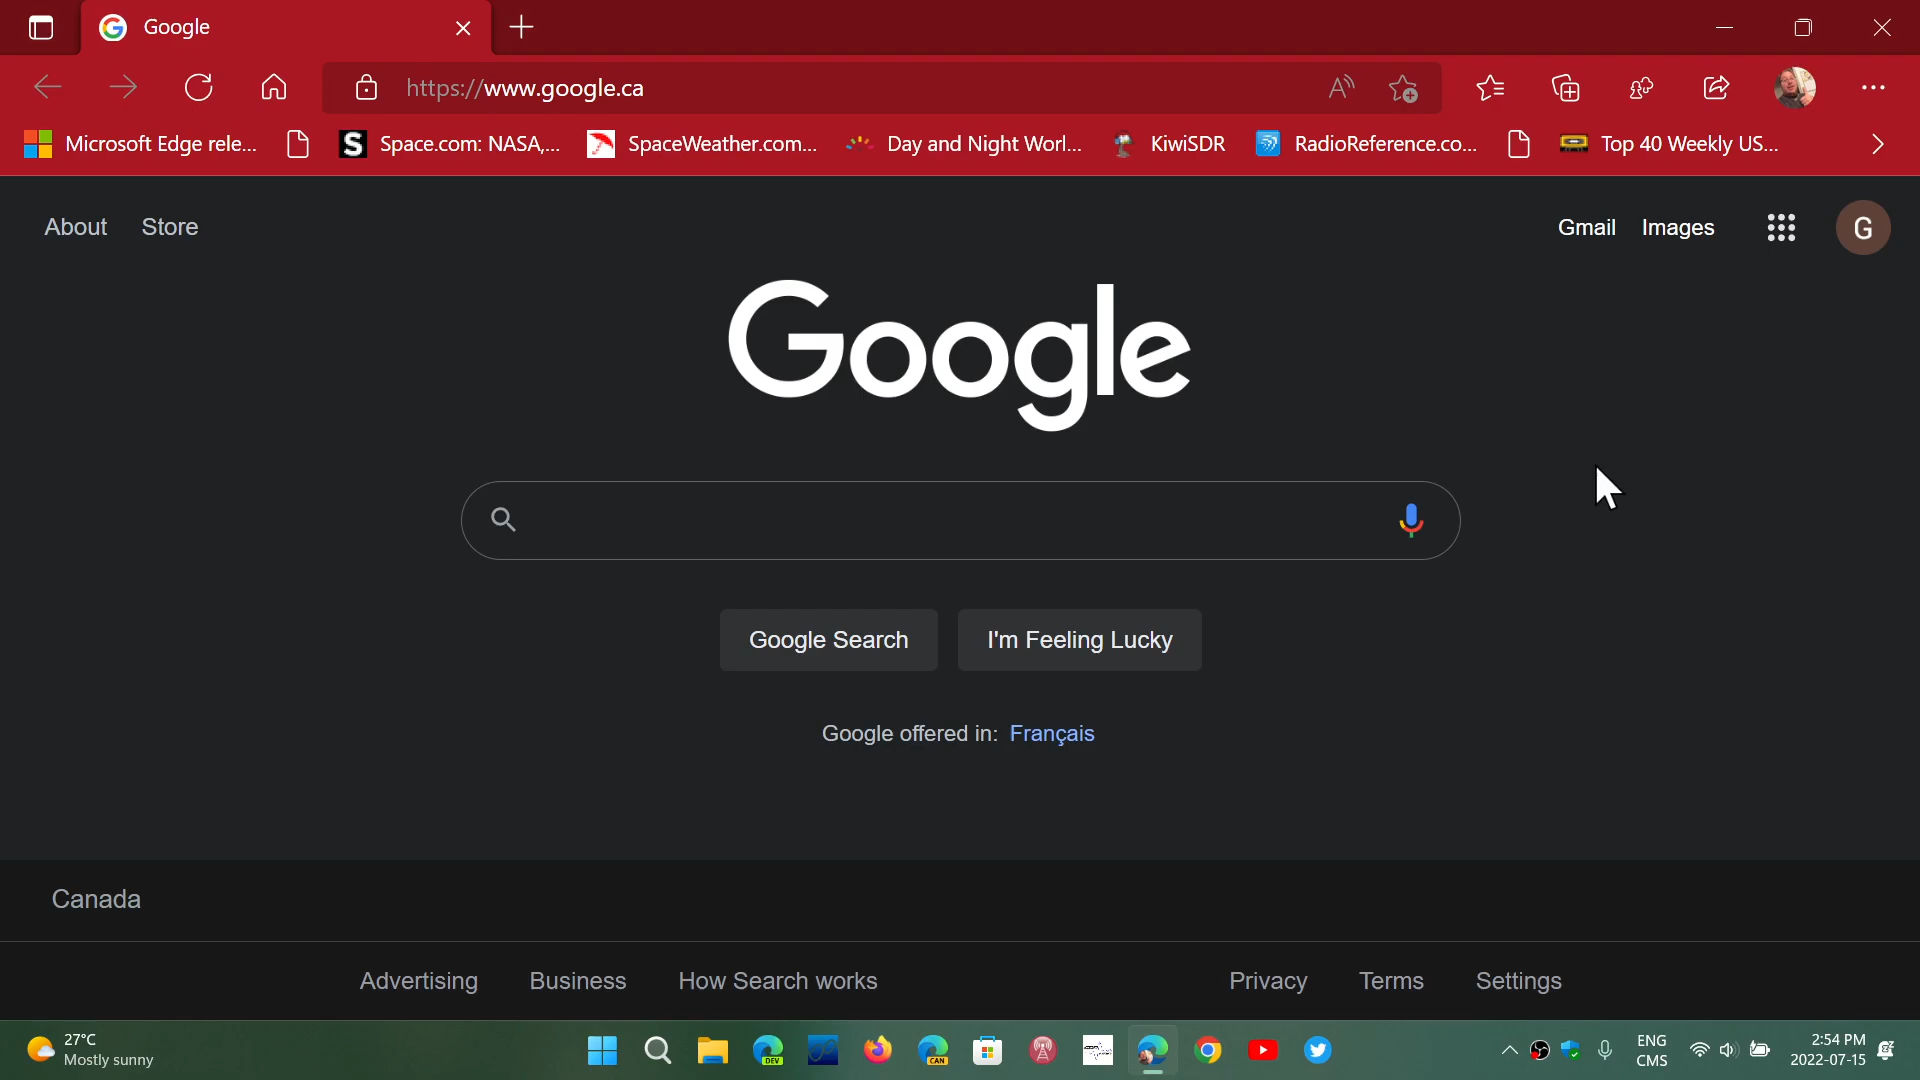 Google
https://www.google.ca
Microsoft Edge rele...
Space.com: NASA,...
SpaceWeather.com...
Day and Night Worl...
KiwiSDR
RadioReference.co...
Top 40 Weekly US...
About
Store
Gmail
Images
G
Google
Google Search
I'm Feeling Lucky
Google offered in: Français
Canada
Advertising
Business
How Search works
Privacy
Terms
Settings
27°C
Mostly sunny
DEV
CAN
ENG
CMS
2:54 PM
2022-07-15